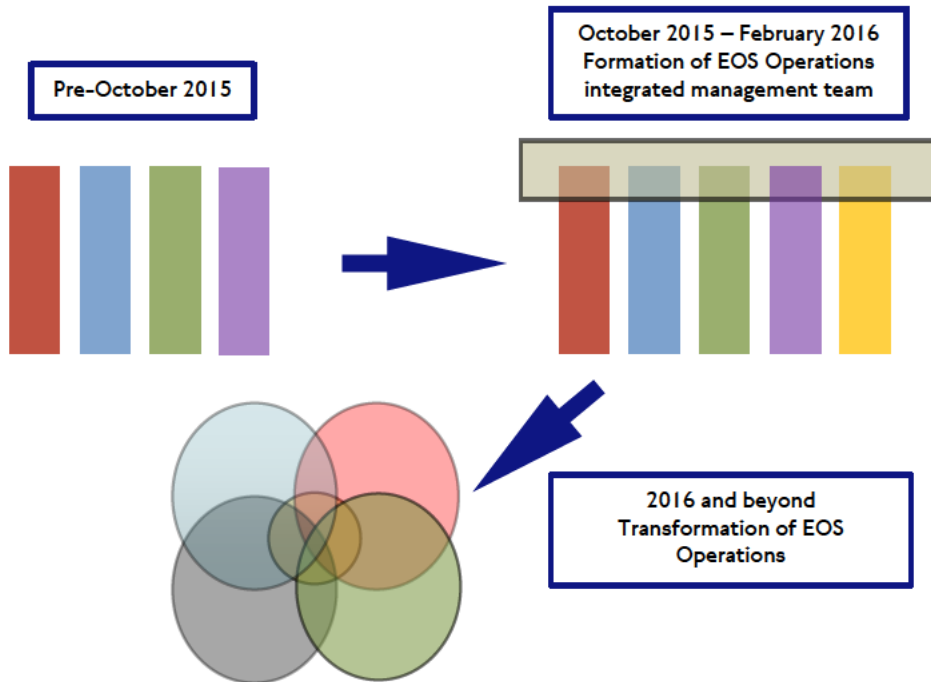 Pre-October 2015
October 2015 – February 2016
Formation of EOS Operations
integrated management team
2016 and beyond
Transformation of EOS
Operations